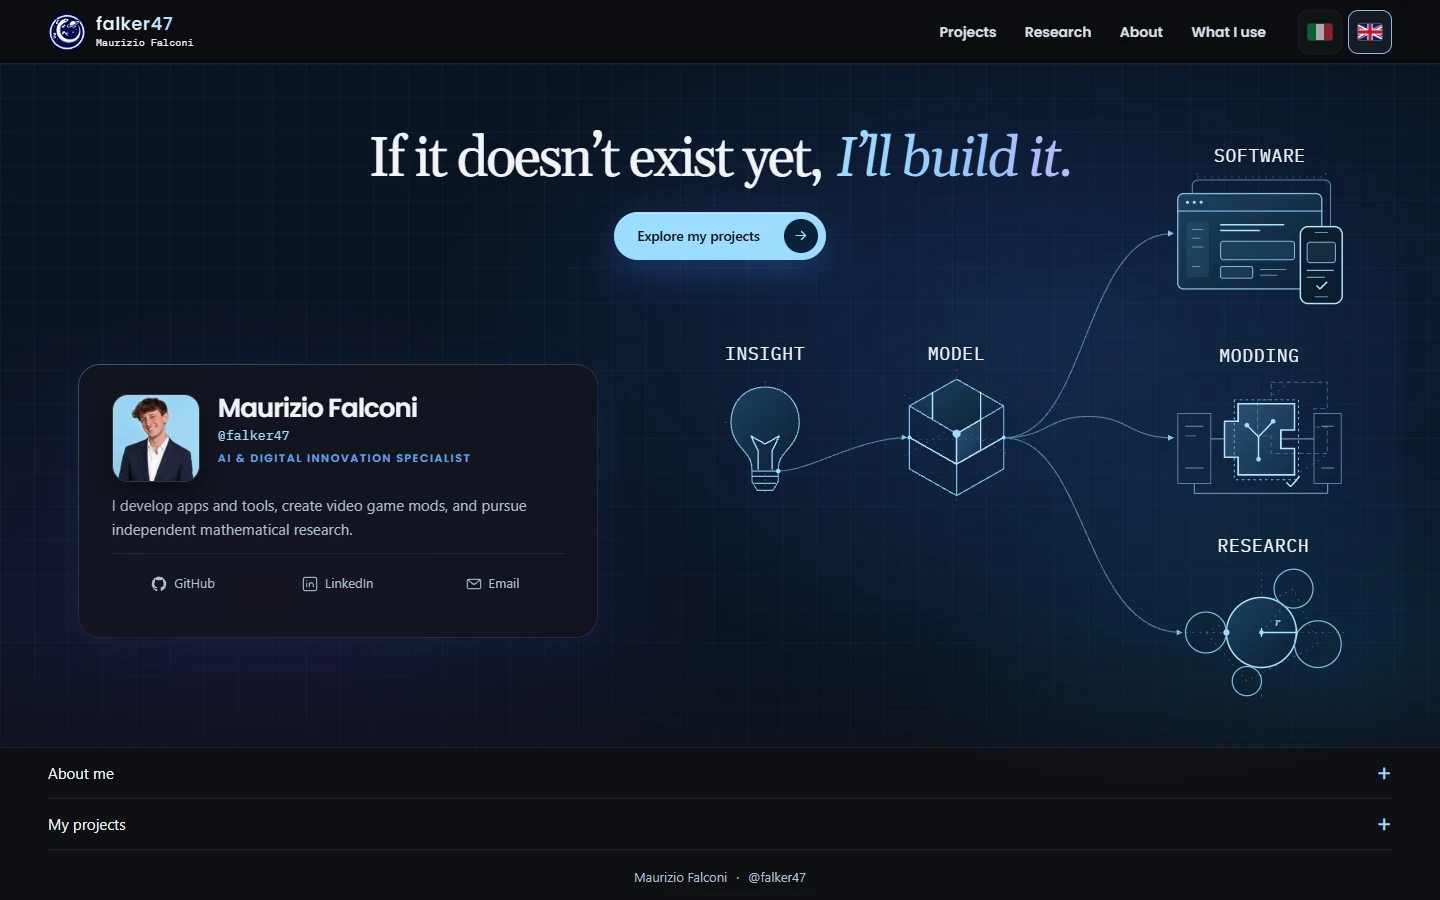 falker47
Maurizio Falconi
Projects
Research
About
What I use
If it doesn’t exist yet, I’ll build it.
Explore my projects
SOFTWARE
INSIGHT
MODEL
MODDING
RESEARCH
r
Maurizio Falconi
@falker47
AI & DIGITAL INNOVATION SPECIALIST
I develop apps and tools, create video game mods, and pursue
independent mathematical research.
GitHub
LinkedIn
Email
About me
+
My projects
+
Maurizio Falconi · @falker47